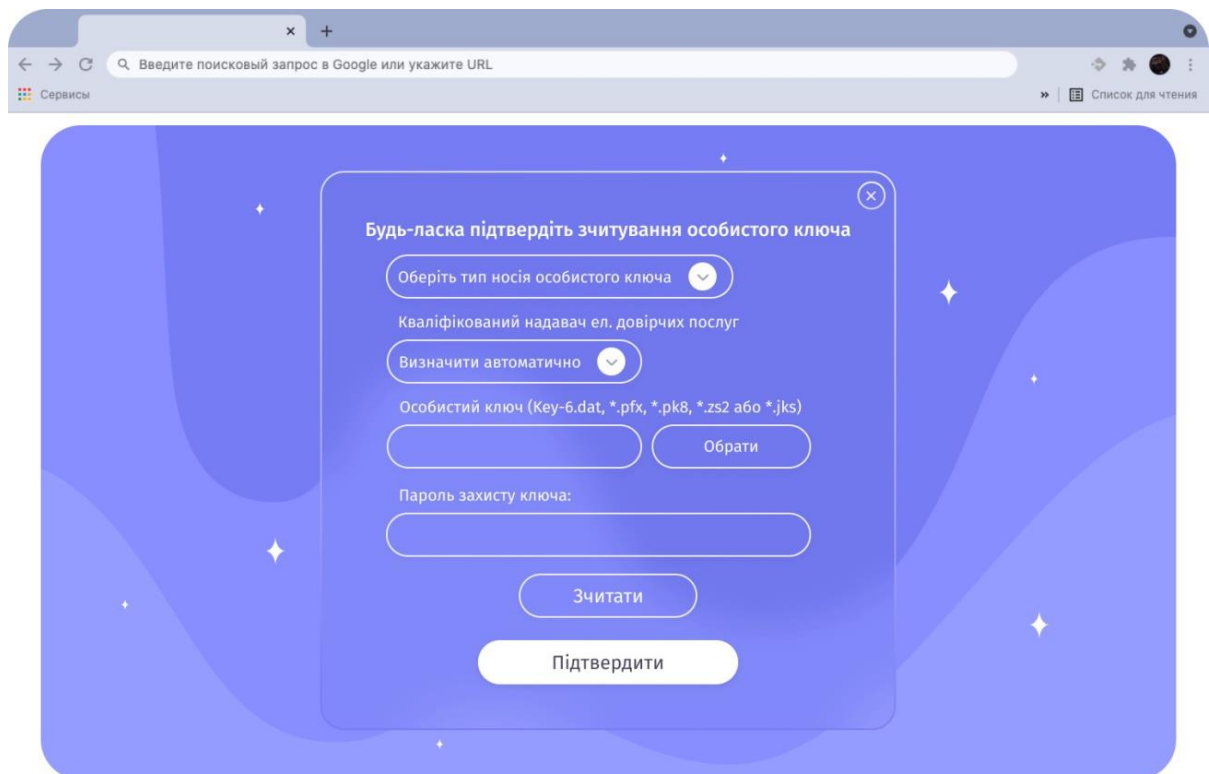 Введите поисковый запрос в Google или укажите URL
Сервисы
» Список для чтения
Будь-ласка підтвердіть зчитування особистого ключа
Оберіть тип носія особистого ключа
Кваліфікований надавач ел. довірчих послуг
Визначити автоматично
Особистий ключ (Key-6.dat, *.pfx, *.pk8, *.zs2 або *.jks)
Обрати
Пароль захисту ключа:
Зчитати
Підтвердити